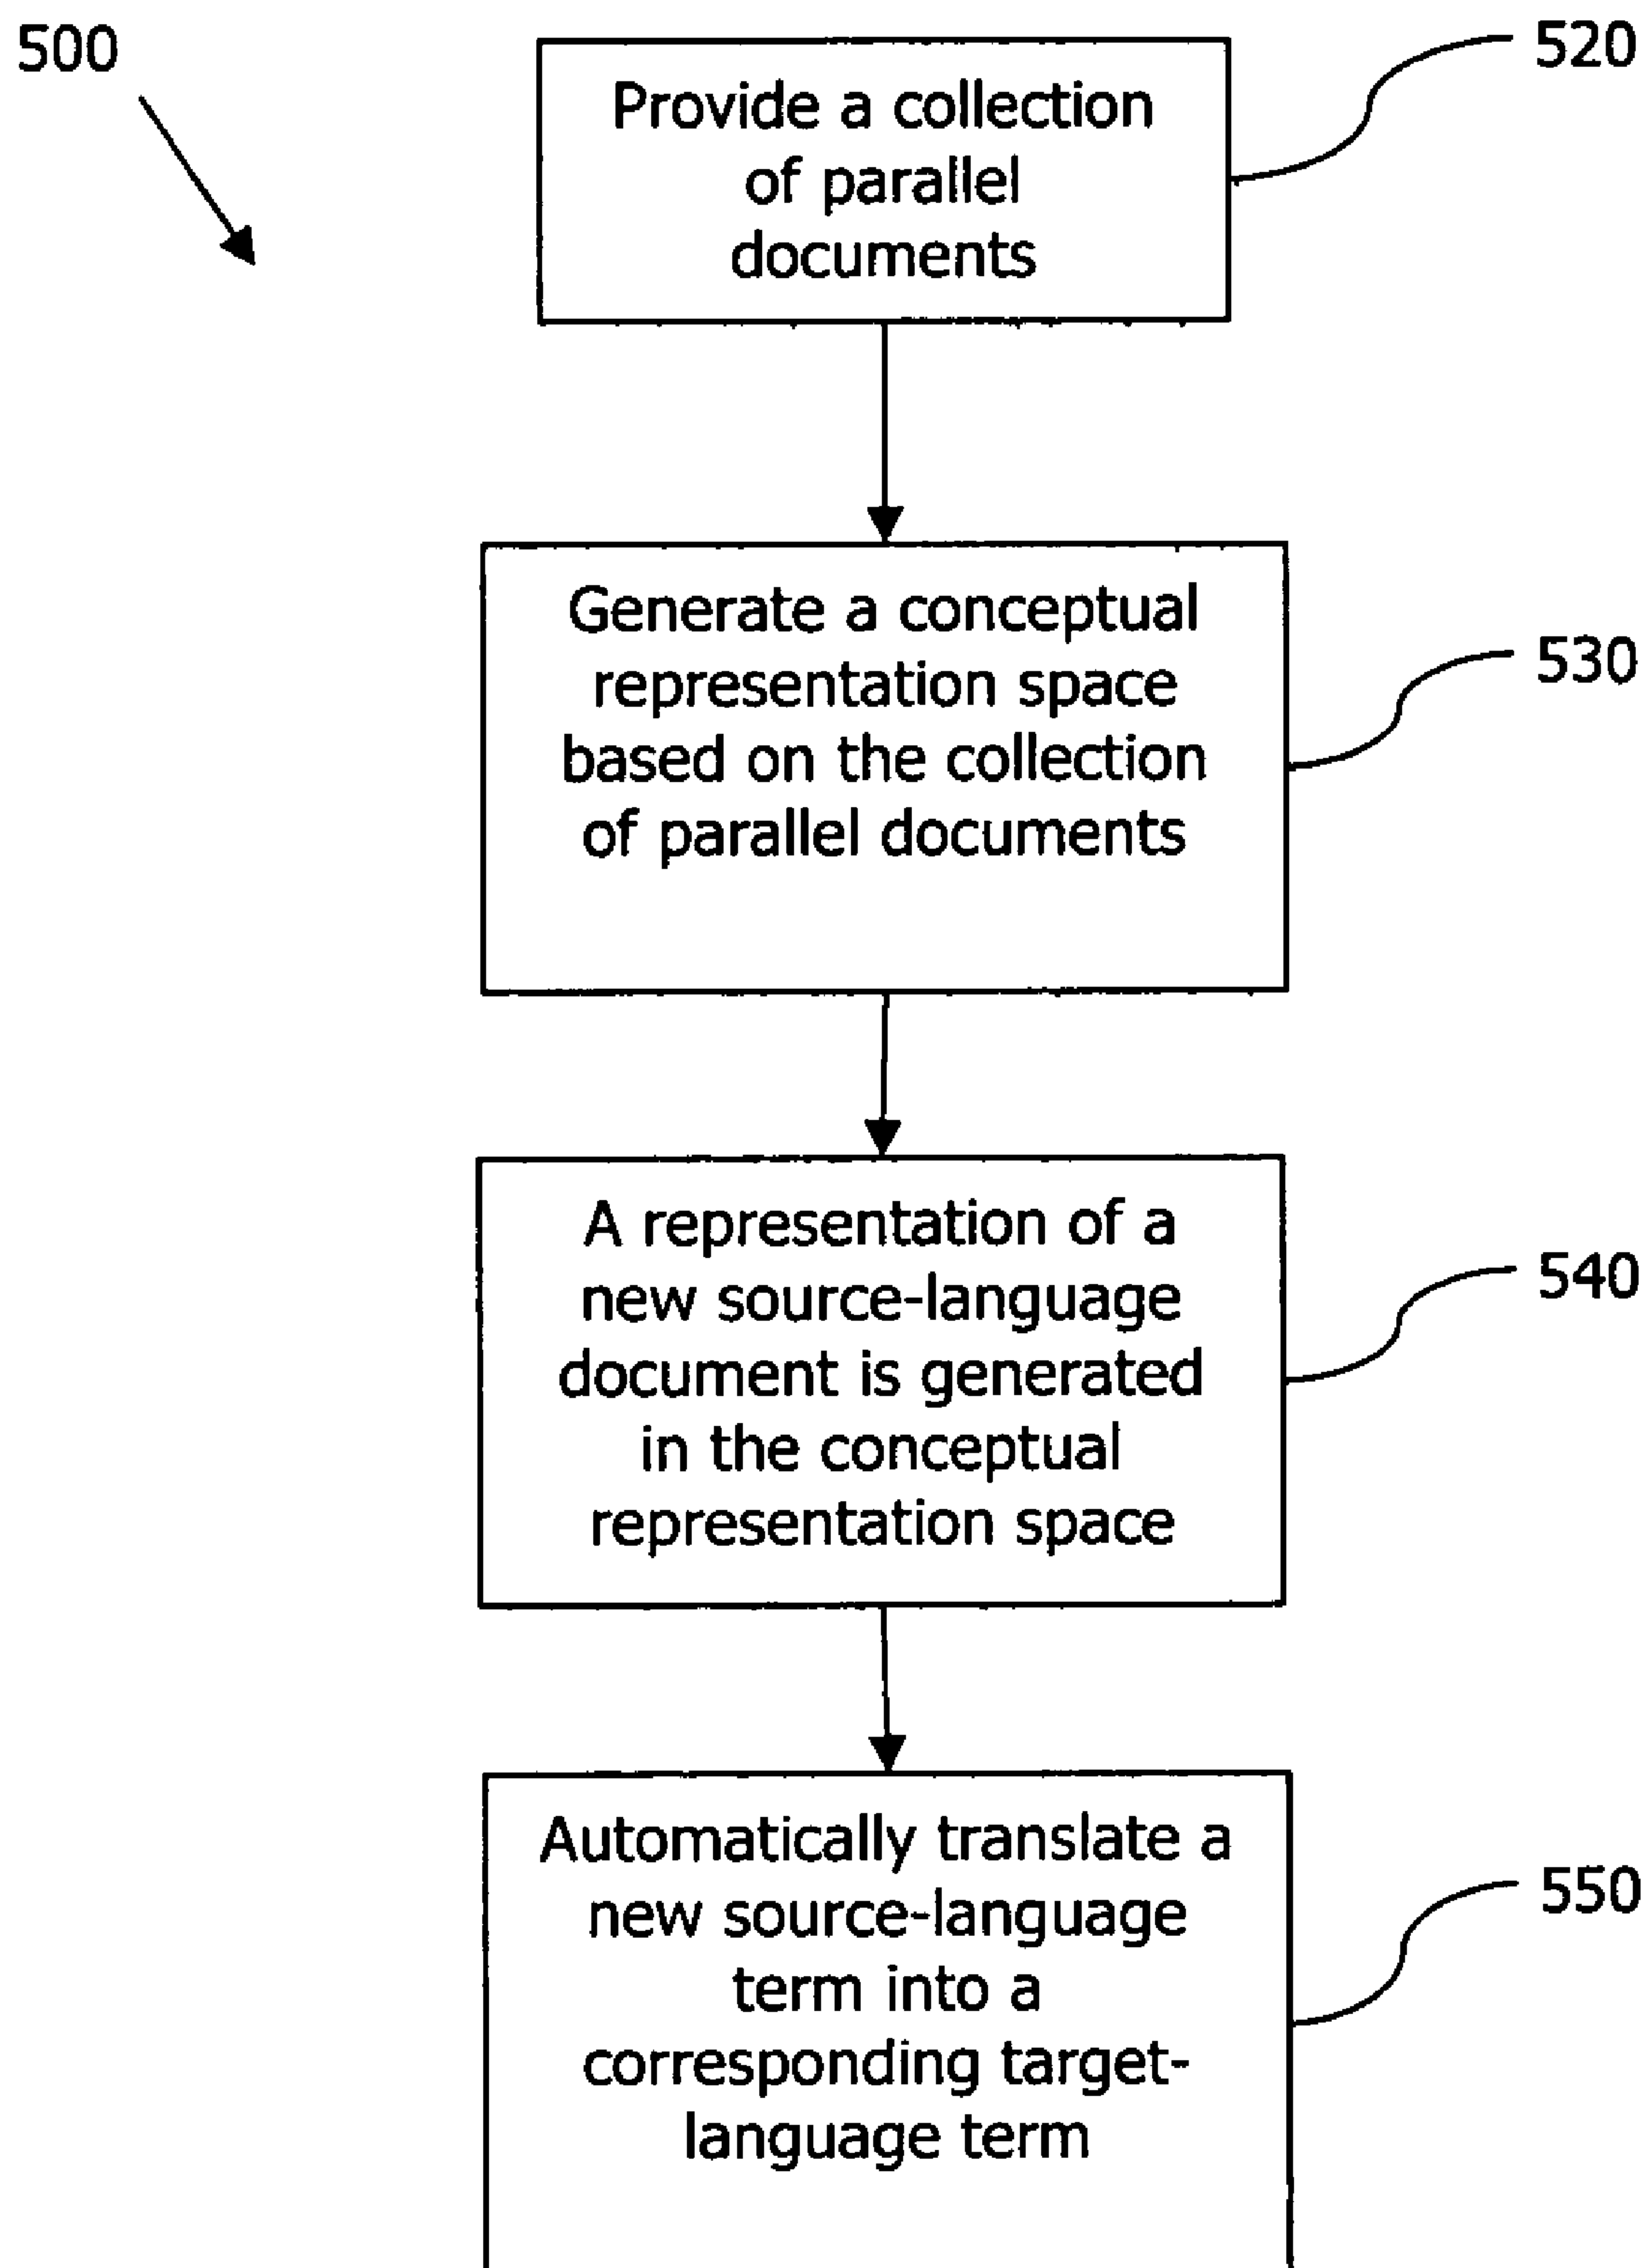 500
520
Provide a collection
of parallel
documents
Generate a conceptual
representation space
based on the collection
of parallel documents
530
A representation of a
new source-language
document is generated
in the conceptual
representation space
540
Automatically translate a
new source-language
term into a
corresponding target-
language term
550